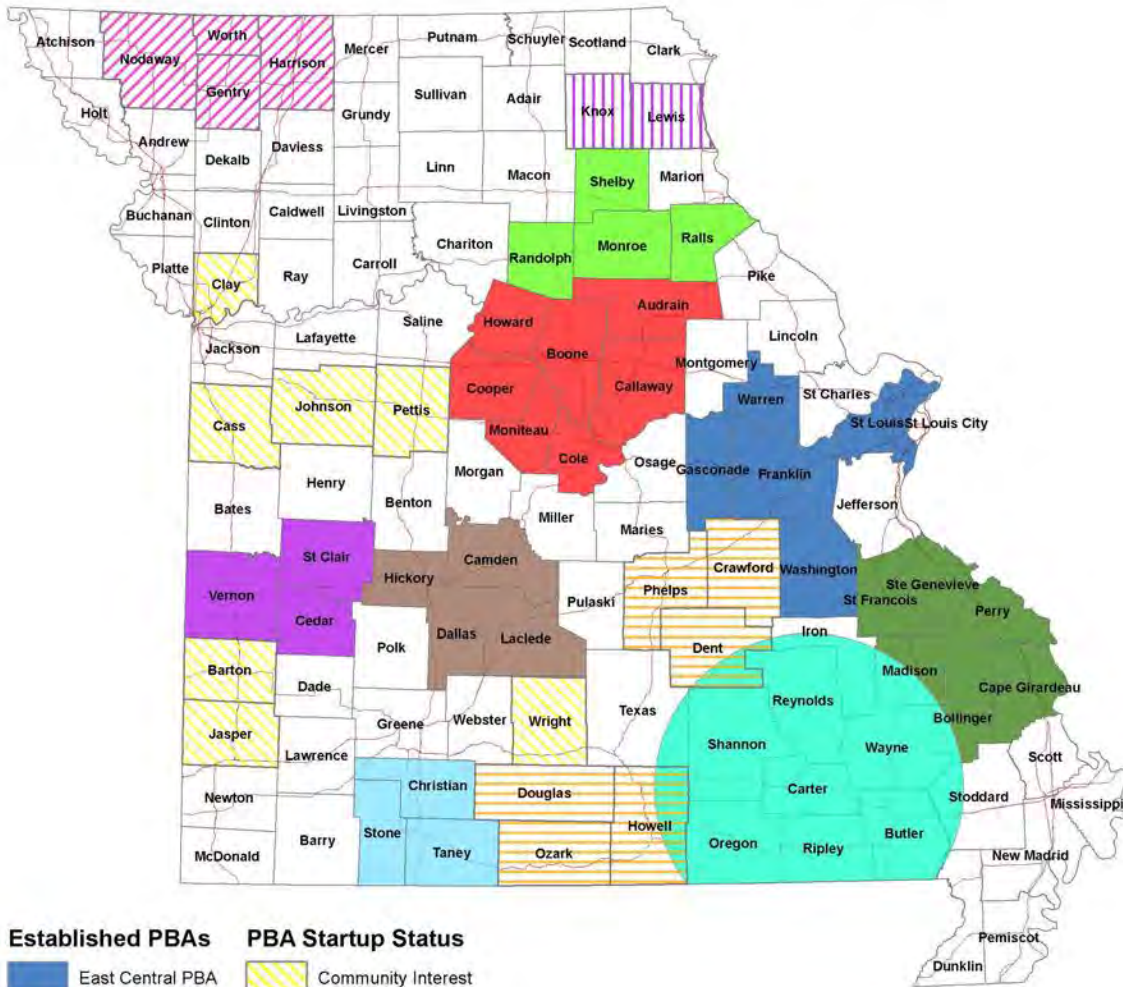 Atchison
Nodaway
Worth
Gentry
Harrison
Mercer
Putnam
Schuyler
Scotland
Clark
Holt
Andrew
Dekalb
Daviess
Grundy
Sullivan
Adair
Knox
Lewis
Buchanan
Clinton
Caldwell
Livingston
Linn
Macon
Shelby
Marion
Platte
Clay
Ray
Carroll
Chariton
Randolph
Monroe
Ralls
Pike
Jackson
Lafayette
Saline
Howard
Boone
Audrain
Montgomery
Lincoln
Cass
Johnson
Pettis
Cooper
Callaway
Warren
St Charles
St Louis
St Louis City
Moniteau
Cole
Osage
Gasconade
Franklin
Jefferson
Bates
Henry
Benton
Morgan
Miller
Maries
Vernon
St Clair
Cedar
Hickory
Camden
Dallas
Laclede
Pulaski
Phelps
Crawford
Washington
Ste Genevieve
St Francois
Perry
Barton
Dade
Polk
Dent
Iron
Madison
Cape Girardeau
Bollinger
Jasper
Lawrence
Greene
Webster
Wright
Texas
Reynolds
Shannon
Wayne
Scott
Newton
Christian
Douglas
Howell
Carter
Stoddard
Mississippi
McDonald
Barry
Stone
Taney
Ozark
Oregon
Ripley
Butler
New Madrid
Pemiscot
Dunklin
Established PBAs
East Central PBA
PBA Startup Status
Community Interest